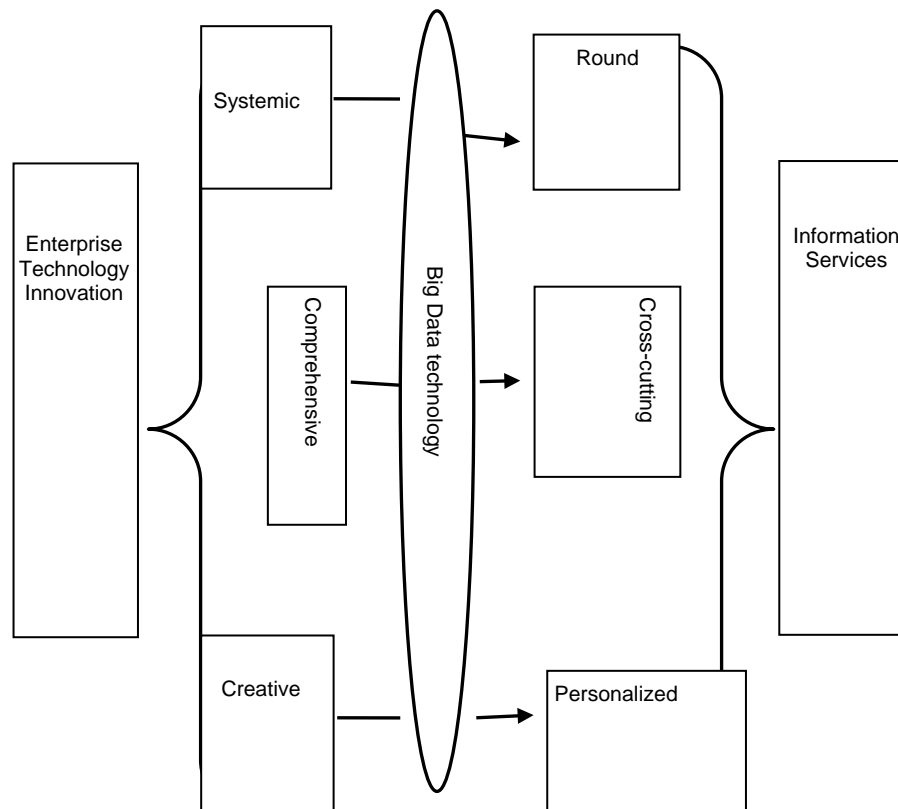 Enterprise
Technology
Innovation
Systemic
Comprehensive
Creative
Big Data technology
Round
Cross-cutting
Personalized
Information
Services